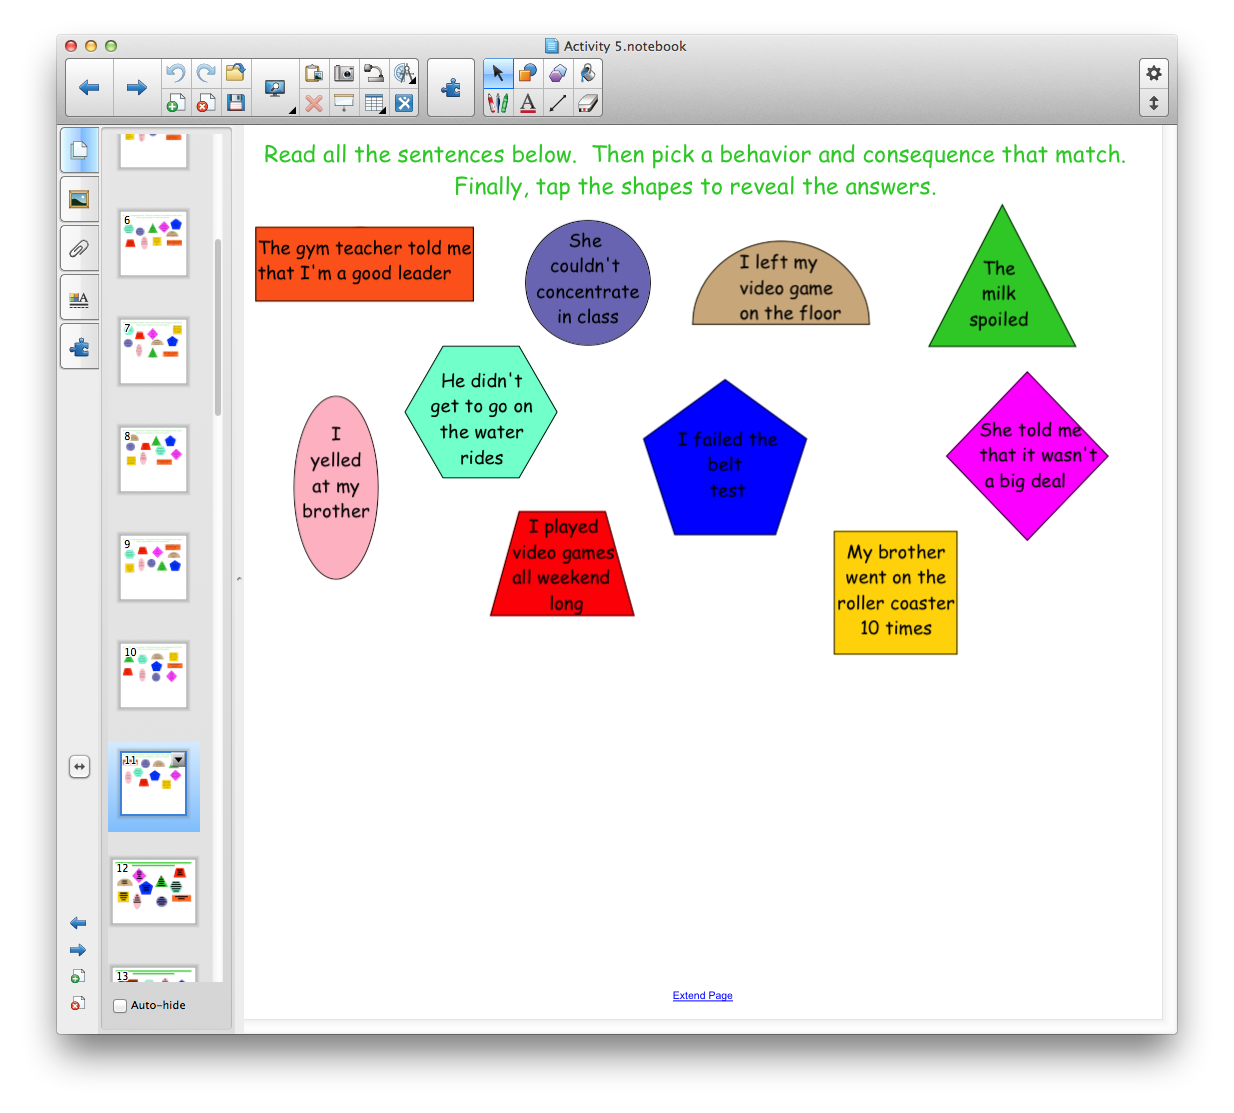 Activity 5.notebook
Read all the sentences below.  Then pick a behavior and consequence that match.
Finally, tap the shapes to reveal the answers.
The gym teacher told me
that I'm a good leader
She
couldn't
concentrate
in class
I left my
video game
on the floor
The
milk
spoiled
He didn't
get to go on
the water
rides
I
yelled
at my
brother
I failed the
belt
test
She told me
that it wasn't
a big deal
I played
video games
all weekend
long
My brother
went on the
roller coaster
10 times
6
7
8
9
10
11
12
13
Auto-hide
Extend Page